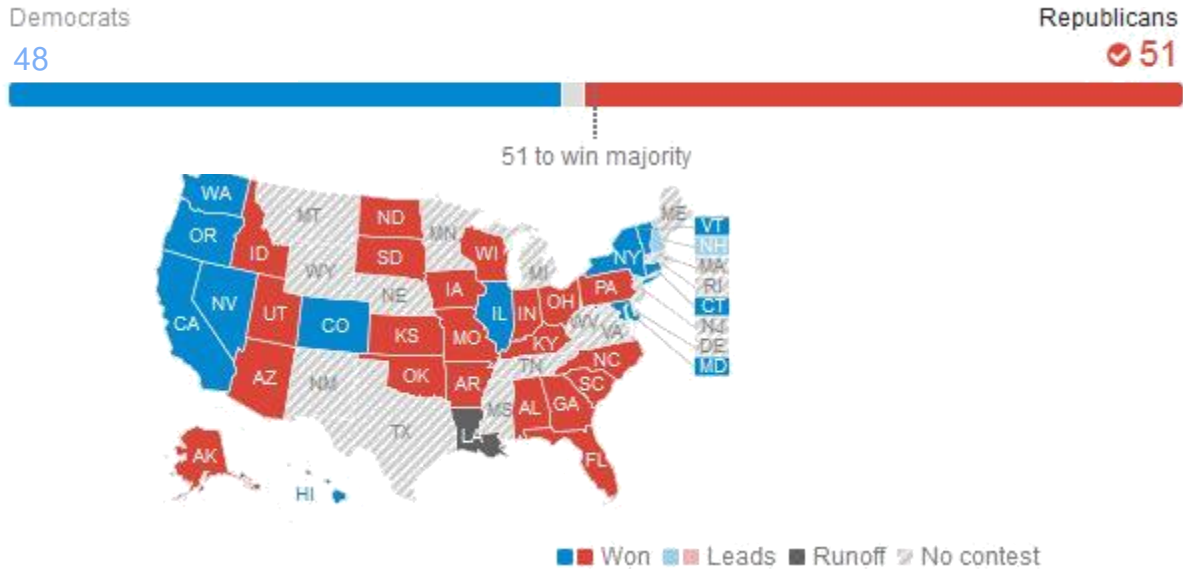 Democrats
Republicans
48
51
51 to win majority
WA
MT
ND
MN
ME
VT
OR
ID
SD
WI
NY
NH
WY
MI
MA
IA
PA
RI
NV
NE
IL
IN
OH
CT
CA
UT
CO
KS
MO
WV
VA
NJ
KY
DE
TN
NC
MD
AZ
NM
OK
AR
SC
MS
AL
GA
TX
LA
FL
AK
HI
Won
Leads
Runoff
No contest